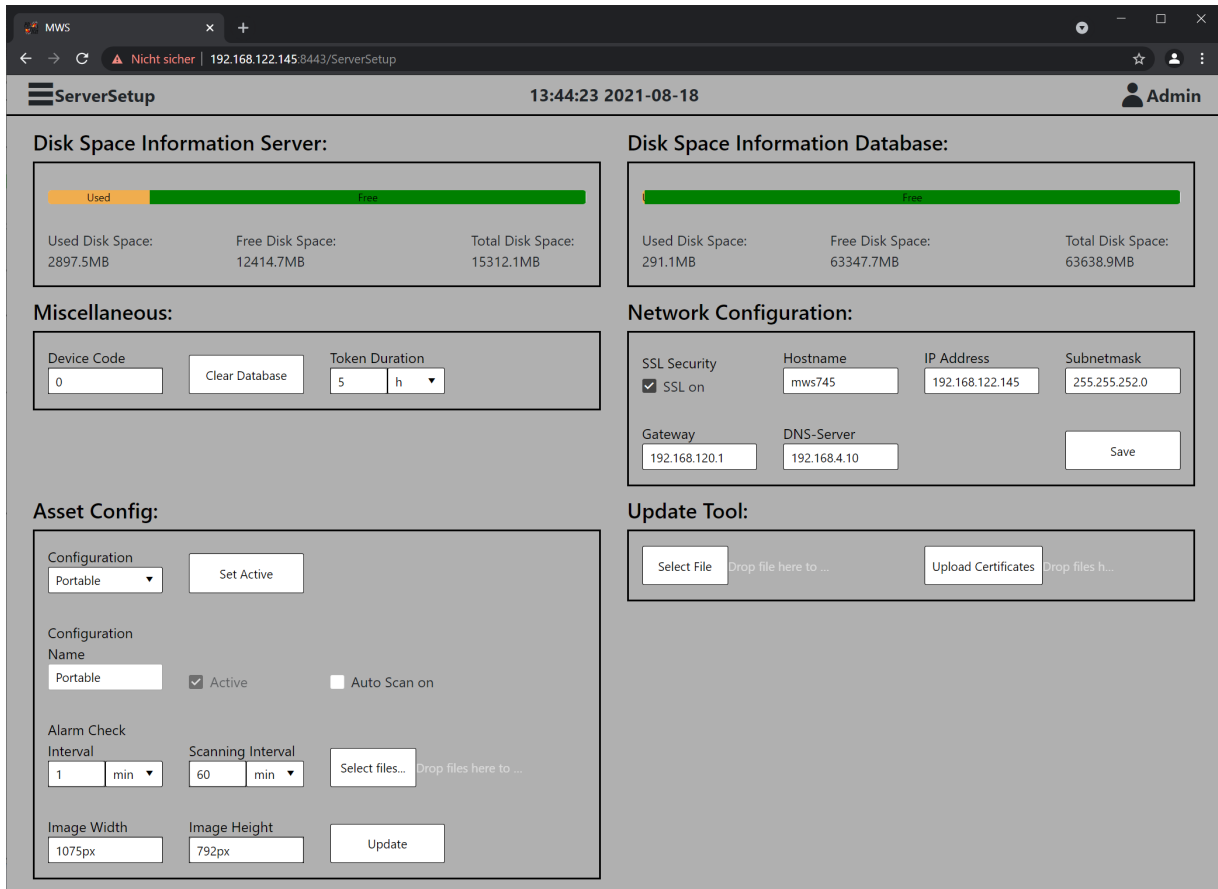 MWS
Nicht sicher 192.168.122.145:8443/ServerSetup
ServerSetup
13:44:23 2021-08-18
Admin
Disk Space Information Server:
Used Free
Used Disk Space: Free Disk Space: Total Disk Space:
2897.5MB 12414.7MB 15312.1MB
Disk Space Information Database:
Free
Used Disk Space: Free Disk Space: Total Disk Space:
291.1MB 63347.7MB 63638.9MB
Miscellaneous:
Device Code Token Duration
0 Clear Database 5 h
Network Configuration:
SSL Security Hostname IP Address Subnetmask
SSL on mws745 192.168.122.145 255.255.252.0
Gateway DNS-Server
192.168.120.1 192.168.4.10 Save
Asset Config:
Configuration
Portable Set Active
Configuration
Name
Portable Active Auto Scan on
Alarm Check
Interval Scanning Interval
1 min 60 min Select files... Drop files here to ...
Image Width Image Height
1075px 792px Update
Update Tool:
Select File Drop file here to ... Upload Certificates Drop files h...